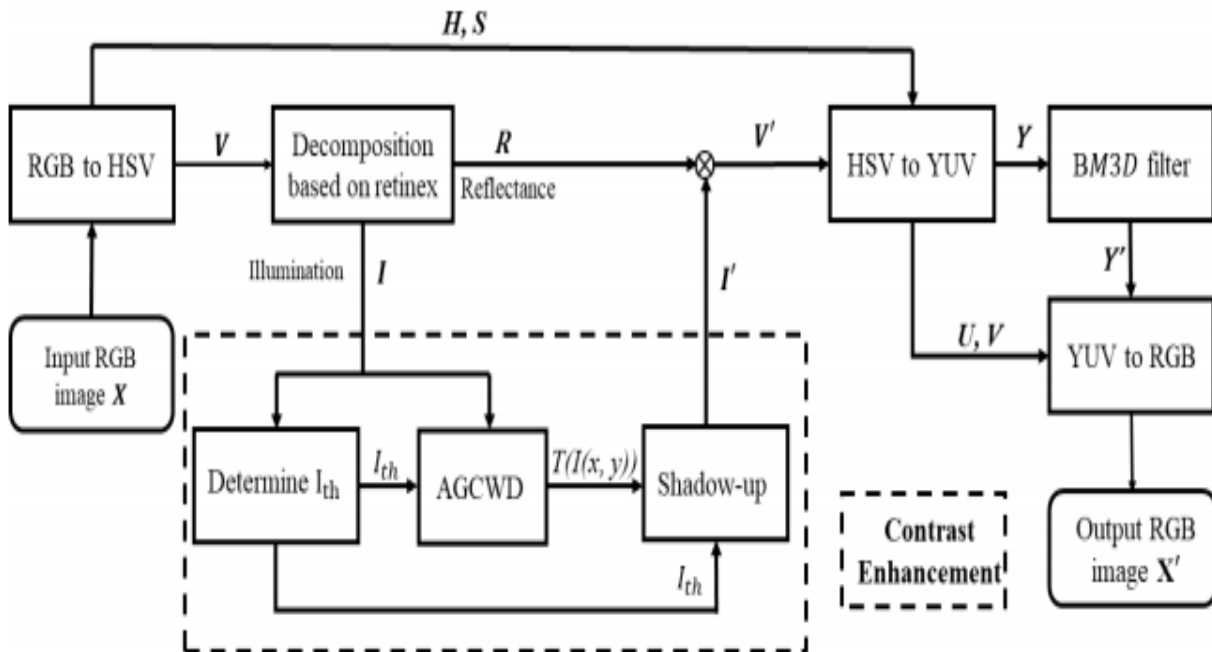 H, S
RGB to HSV
V
Decomposition
based on retinex
R
Reflectance
V′
HSV to YUV
Y
BM3D filter
Illumination
I
I′
Y′
Input RGB
image X
U, V
YUV to RGB
Determine I_th
I_th
AGCWD
T(I(x, y))
Shadow-up
I_th
Contrast
Enhancement
Output RGB
image X′